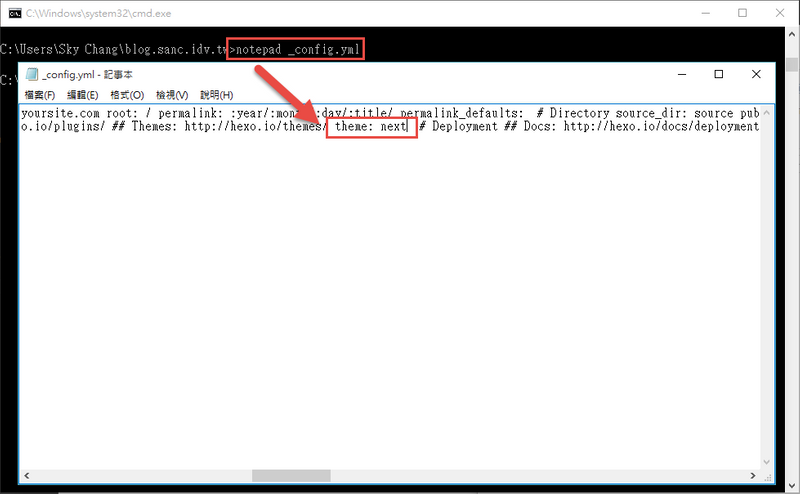 C:\Windows\system32\cmd.exe
C:\Users\Sky Chang\blog.sanc.idv.tw>notepad _config.yml
C:\
_config.yml - 記事本
檔案(F) 編輯(E) 格式(O) 檢視(V) 說明(H)
yoursite.com root: / permalink: :year/:mon :day/:title/ permalink_defaults: # Directory source_dir: source pub
o.io/plugins/ ## Themes: http://hexo.io/themes/ theme: next # Deployment ## Docs: http://hexo.io/docs/deployment